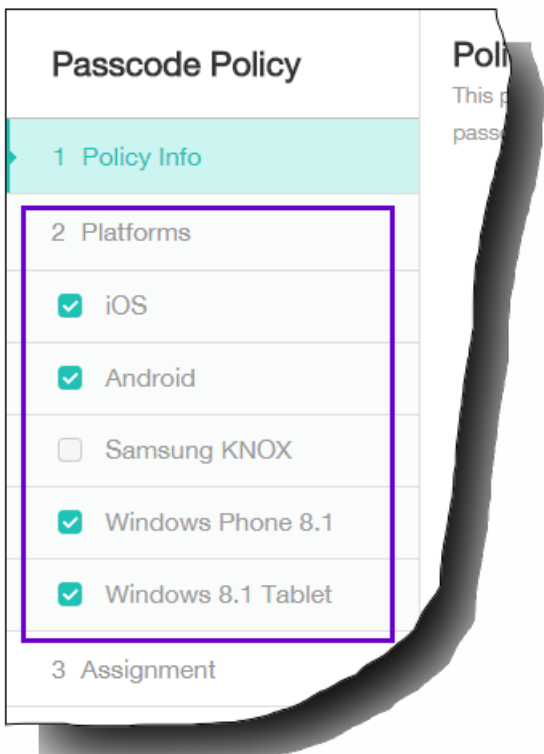 Passcode Policy
1 Policy Info
2 Platforms
iOS
Android
Samsung KNOX
Windows Phone 8.1
Windows 8.1 Tablet
3 Assignment
Poli
This p
pass